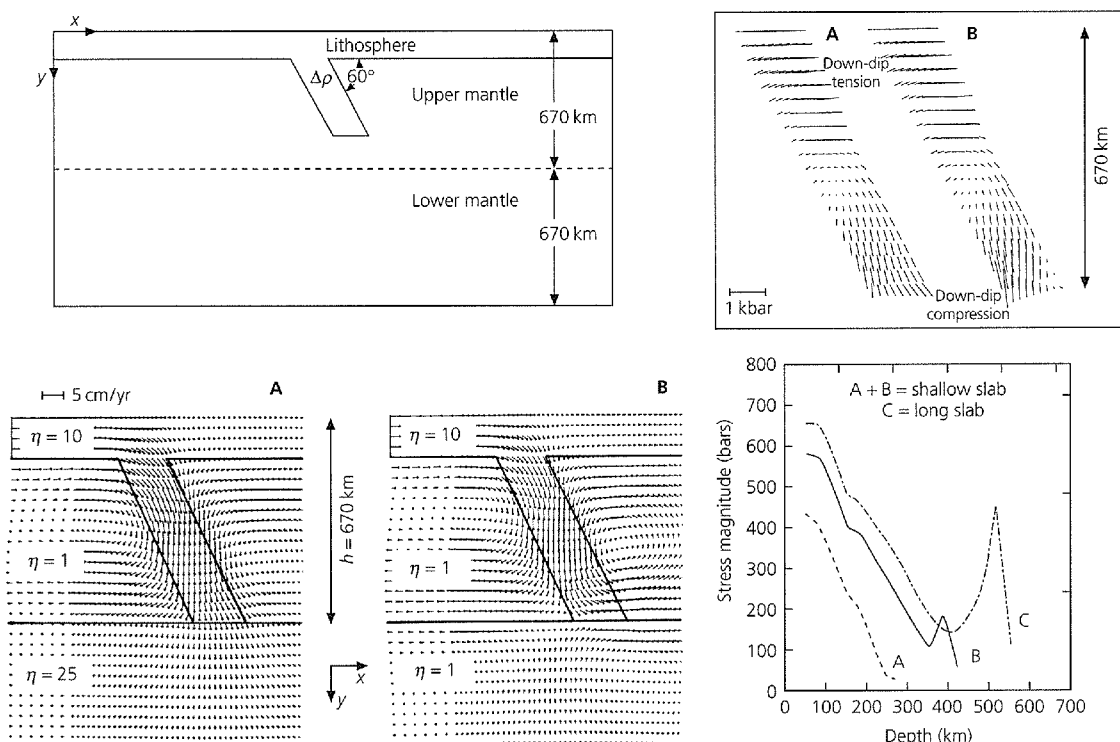 x
y
Lithosphere
Δρ
60°
Upper mantle
670 km
Lower mantle
670 km
A
B
Down-dip
tension
670 km
1 kbar
Down-dip
compression
5 cm/yr
A
η = 10
η = 1
η = 25
h = 670 km
x
y
B
η = 10
η = 1
η = 1
A + B = shallow slab
C = long slab
Stress magnitude (bars)
800
700
600
500
400
300
200
100
0
A
B
C
0 100 200 300 400 500 600 700
Depth (km)